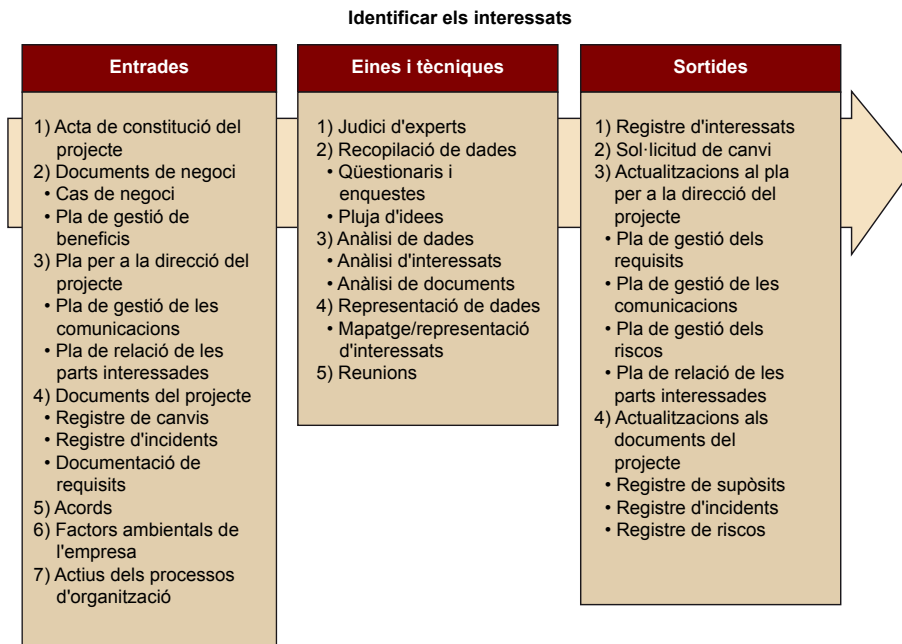 Identificar els interessats
Entrades
1) Acta de constitució del
projecte
2) Documents de negoci
• Cas de negoci
• Pla de gestió de
beneficis
3) Pla per a la direcció del
projecte
• Pla de gestió de les
comunicacions
• Pla de relació de les
parts interessades
4) Documents del projecte
• Registre de canvis
• Registre d'incidents
• Documentació de
requisits
5) Acords
6) Factors ambientals de
l'empresa
7) Actius dels processos
d'organització
Eines i tècniques
1) Judici d'experts
2) Recopilació de dades
• Qüestionaris i
enquestes
• Pluja d'idees
3) Anàlisi de dades
• Anàlisi d'interessats
• Anàlisi de documents
4) Representació de dades
• Mapatge/representació
d'interessats
5) Reunions
Sortides
1) Registre d'interessats
2) Sol·licitud de canvi
3) Actualitzacions al pla
per a la direcció del
projecte
• Pla de gestió dels
requisits
• Pla de gestió de les
comunicacions
• Pla de gestió dels
riscos
• Pla de relació de les
parts interessades
4) Actualitzacions als
documents del
projecte
• Registre de supòsits
• Registre d'incidents
• Registre de riscos